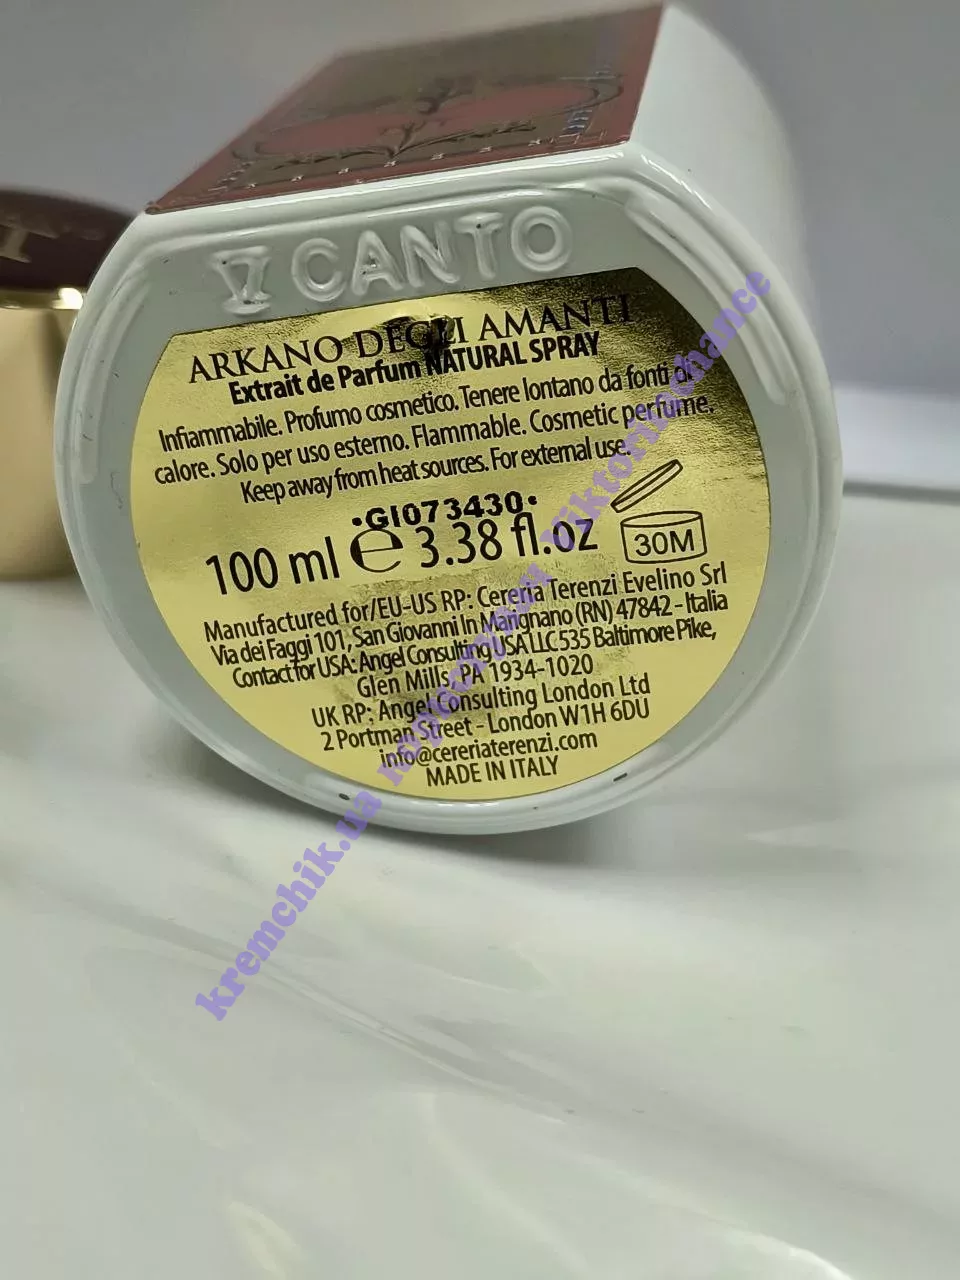 V CANTO
ARKANO DEGLI AMANTI
Extrait de Parfum NATURAL SPRAY
Infiammabile. Profumo cosmetico. Tenere lontano da fonti di
calore. Solo per uso esterno. Flammable. Cosmetic perfume.
Keep away from heat sources. For external use.
•GI073430•
100 ml e 3.38 fl.oz
30M
Manufactured for/EU-US RP: Cereria Terenzi Evelino Srl
Via dei Faggi 101, San Giovanni In Marignano (RN) 47842 - Italia
Contact for USA: Angel Consulting USA LLC 535 Baltimore Pike,
Glen Mills, PA 1934-1020
UK RP: Angel Consulting London Ltd
2 Portman Street - London W1H 6DU
info@cereriaterenzi.com
MADE IN ITALY
kremchik.ua